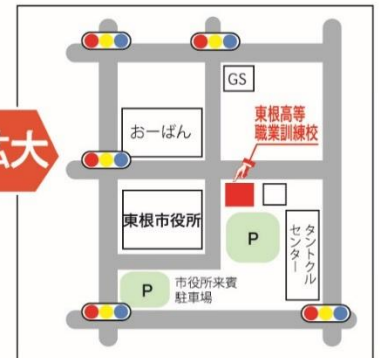 拡大
GS
東根高等
職業訓練校
おーばん
東根市役所
P
タントクル
センター
P
市役所来賓
駐車場